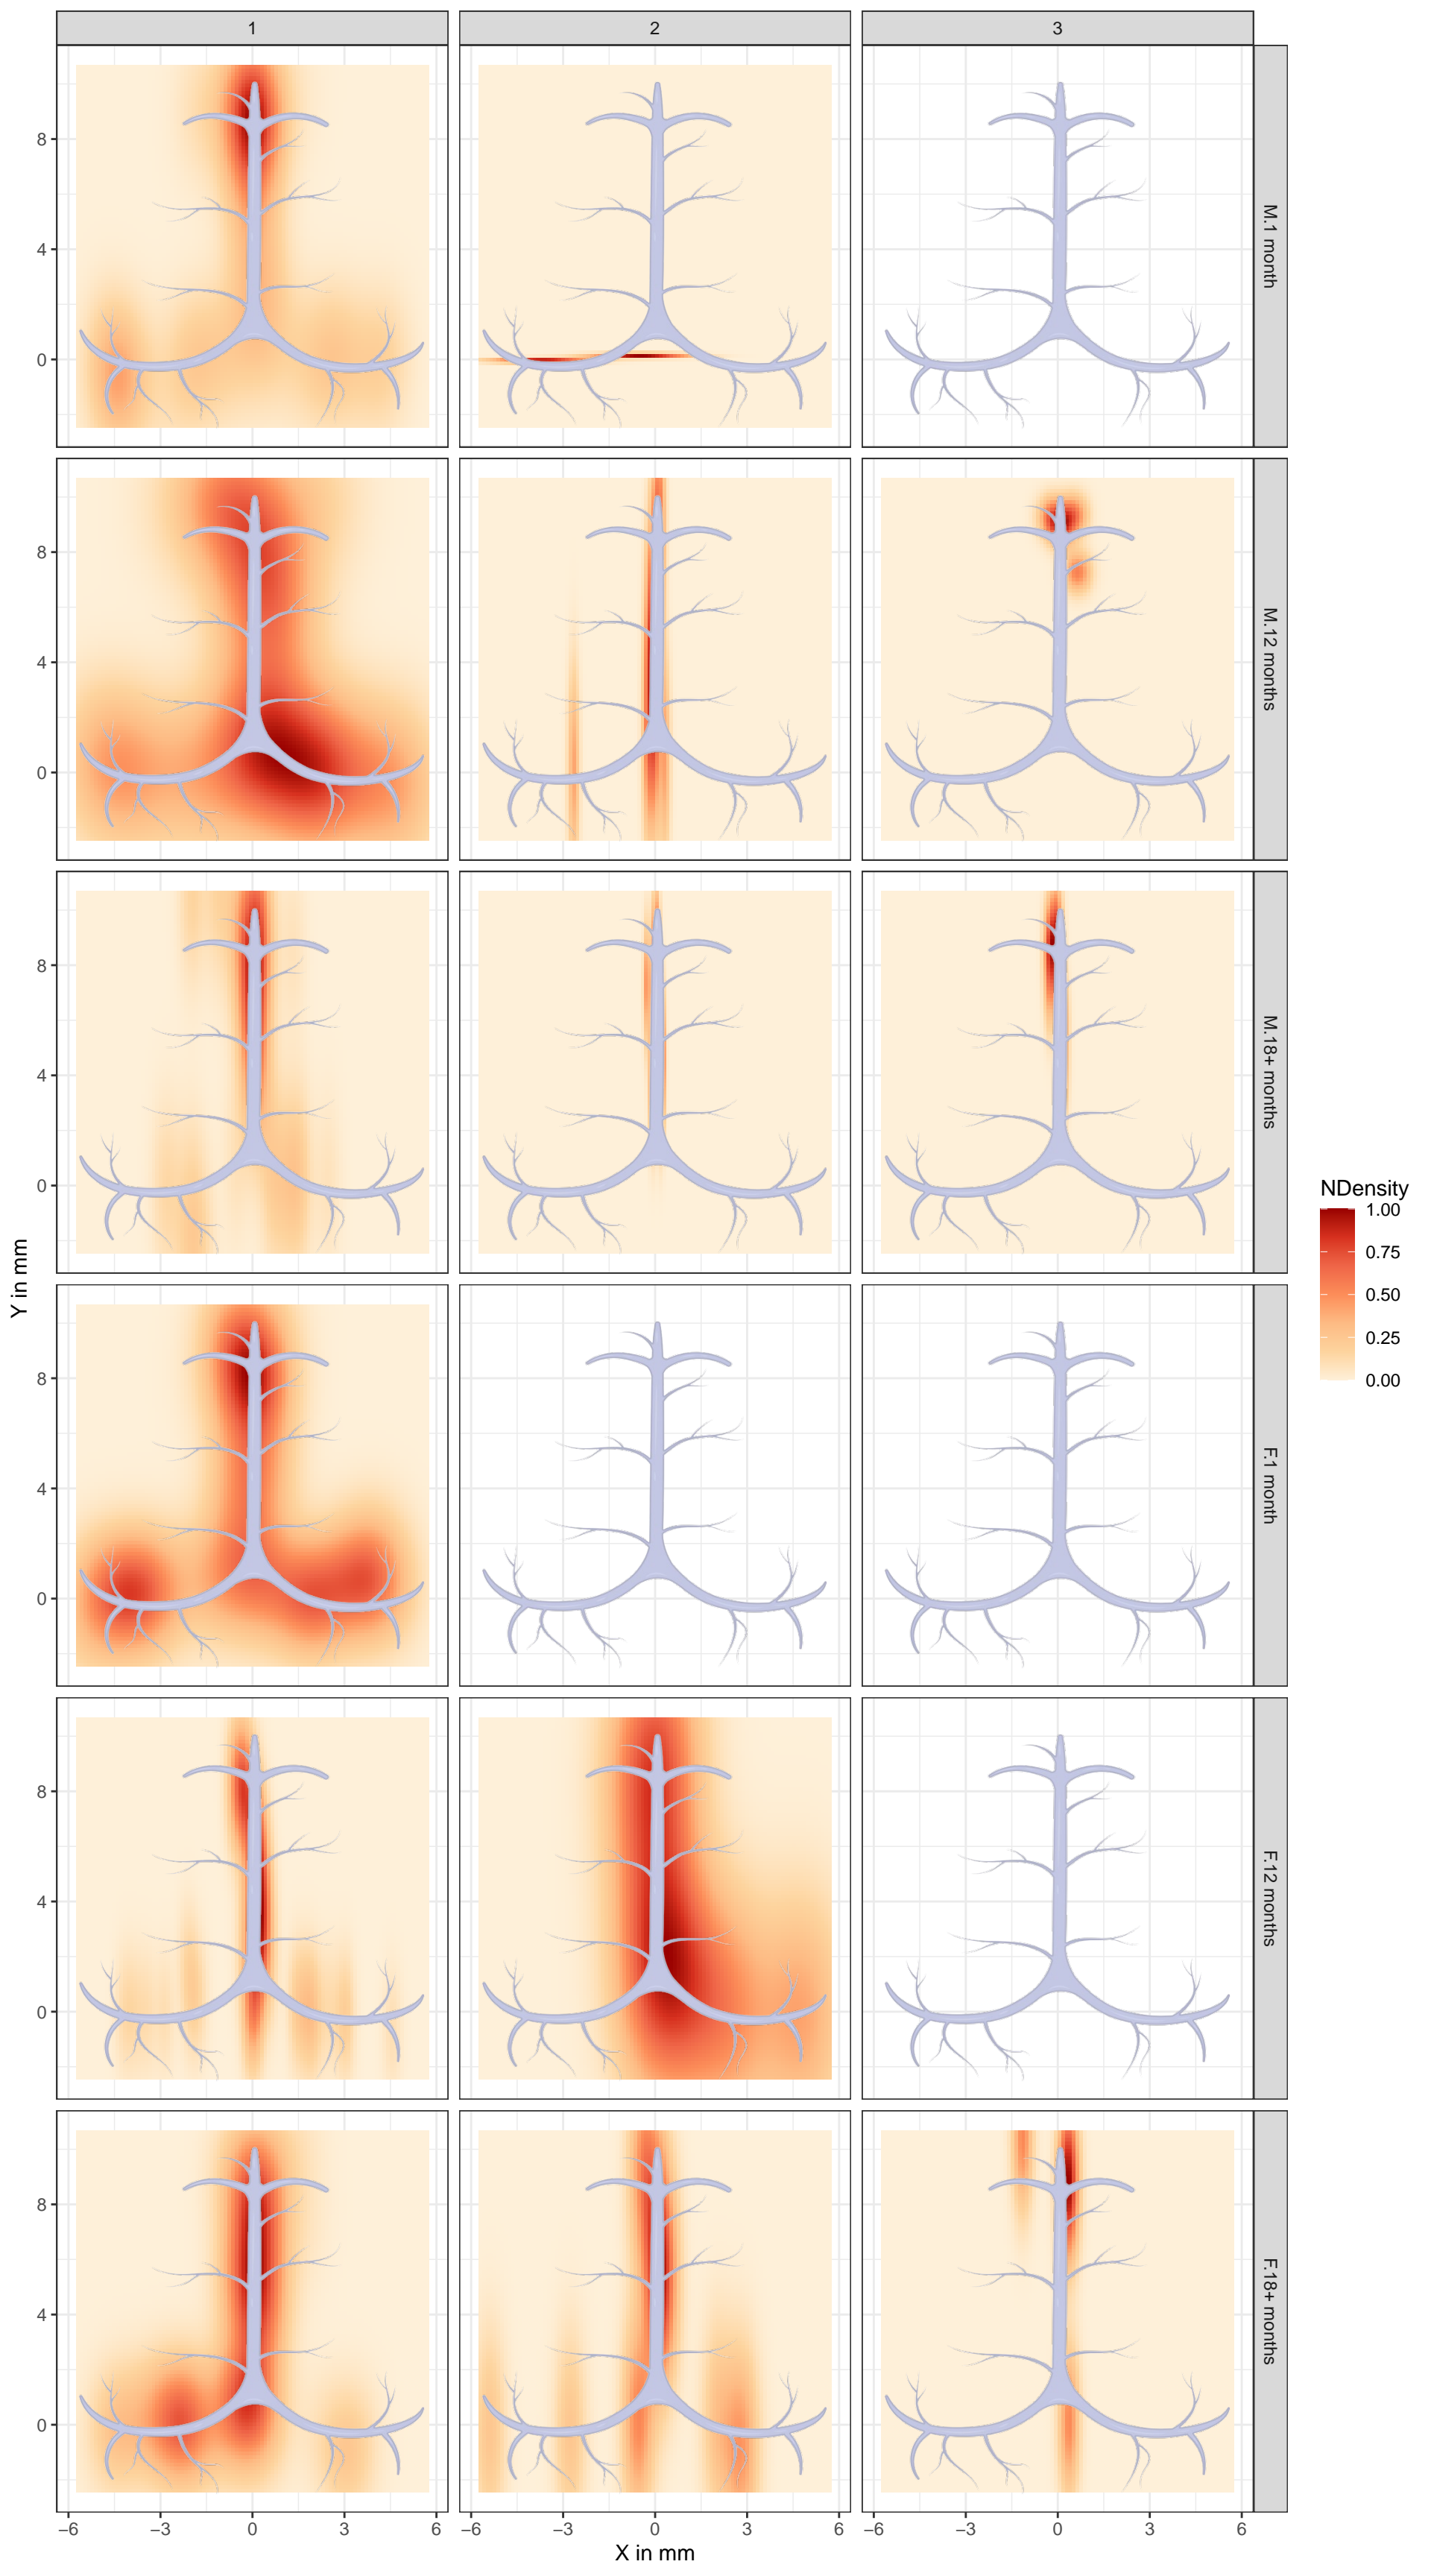 1 2 3
8
4
0
M.1 month
8
4
0
M.12 months
8
4
0
M.18+ months
Y in mm
NDensity
1.00
0.75
0.50
0.25
0.00
8
4
0
F.1 month
8
4
0
F.12 months
8
4
0
F.18+ months
−6 −3 0 3 6 −6 −3 0 3 6 −6 −3 0 3 6
X in mm